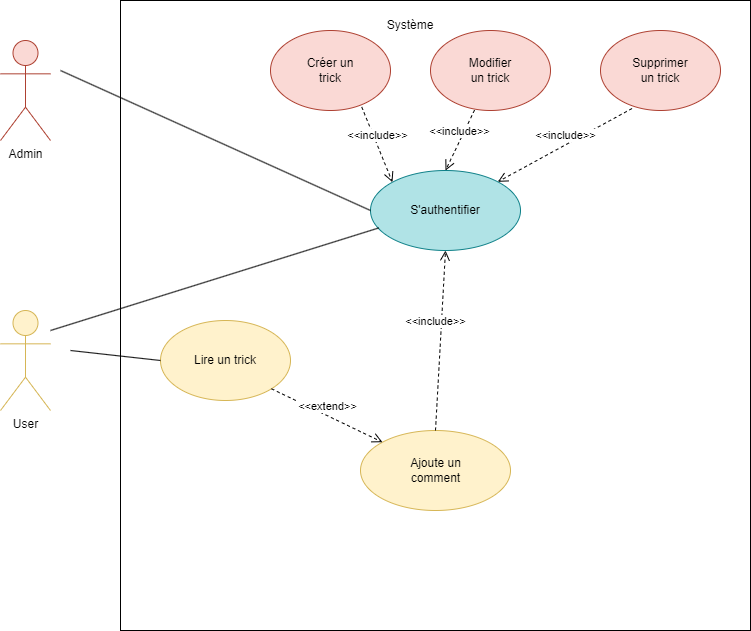 Système
Créer un
trick
Modifier
un trick
Supprimer
un trick
Admin
<<include>>
<<include>>
<<include>>
S'authentifier
<<include>>
User
Lire un trick
<<extend>>
Ajoute un
comment